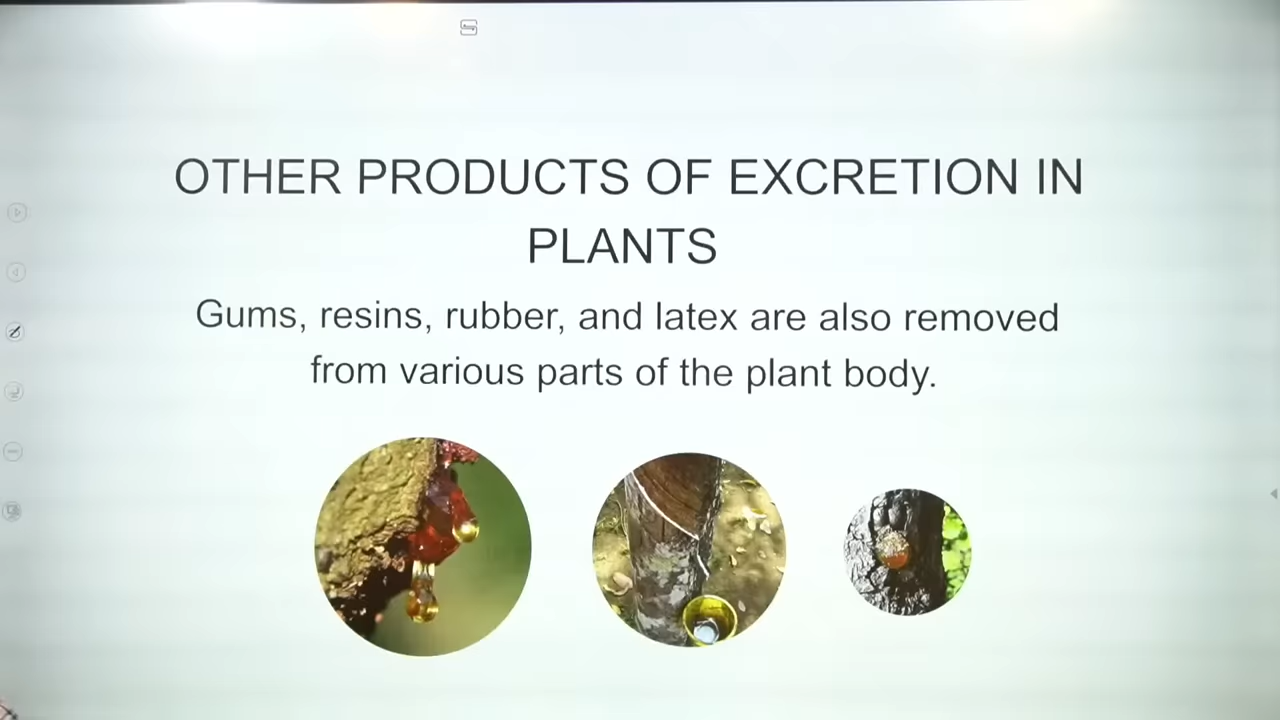 OTHER PRODUCTS OF EXCRETION IN
PLANTS
Gums, resins, rubber, and latex are also removed
from various parts of the plant body.